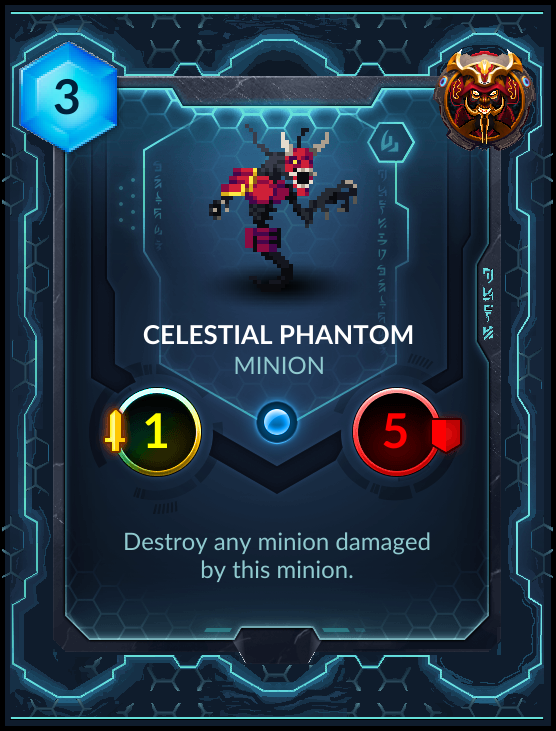 3
CELESTIAL PHANTOM
MINION
1
5
Destroy any minion damaged
by this minion.